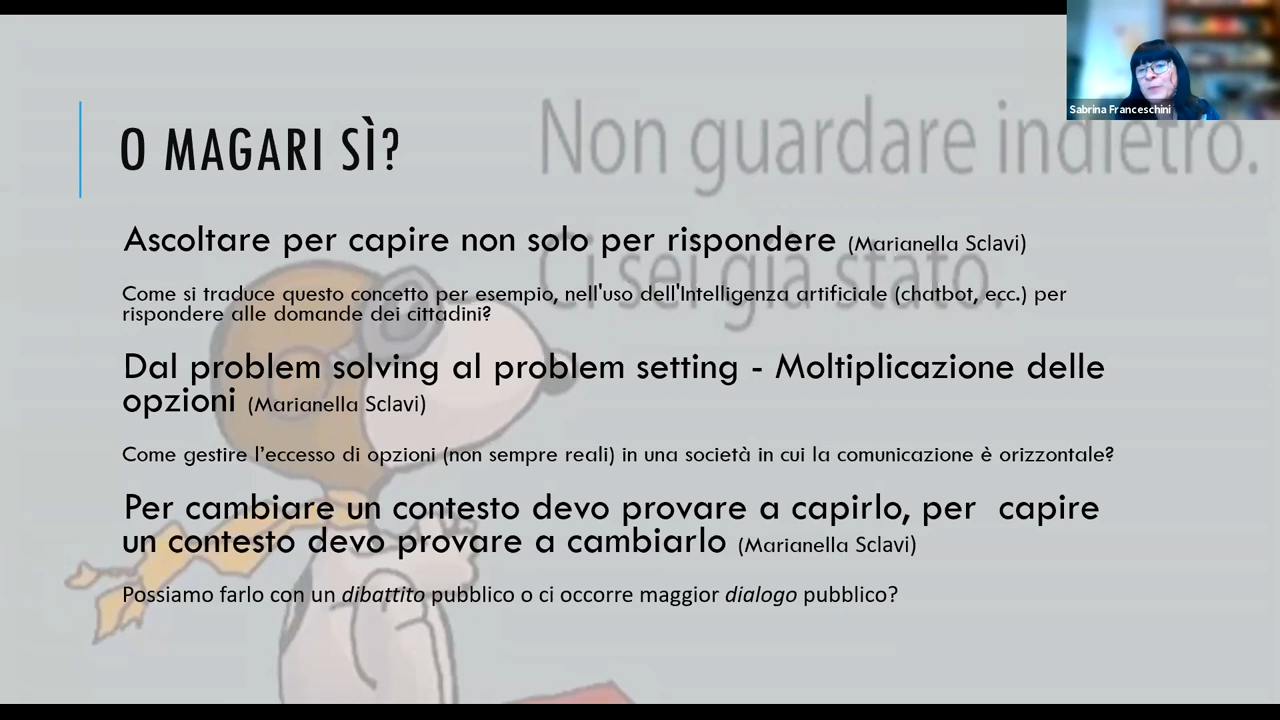 Sabrina Franceschini
Non guardare indietro.
Ci sei già stato.
O MAGARI SÌ?
Ascoltare per capire non solo per rispondere (Marianella Sclavi)
Come si traduce questo concetto per esempio, nell'uso dell'Intelligenza artificiale (chatbot, ecc.) per
rispondere alle domande dei cittadini?
Dal problem solving al problem setting - Moltiplicazione delle
opzioni (Marianella Sclavi)
Come gestire l’eccesso di opzioni (non sempre reali) in una società in cui la comunicazione è orizzontale?
Per cambiare un contesto devo provare a capirlo, per  capire
un contesto devo provare a cambiarlo (Marianella Sclavi)
Possiamo farlo con un dibattito pubblico o ci occorre maggior dialogo pubblico?